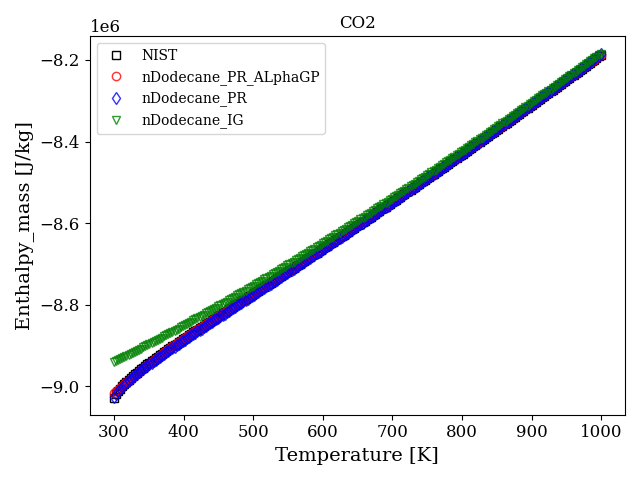 CO2
1e6
NIST
nDodecane_PR_ALphaGP
nDodecane_PR
nDodecane_IG
Enthalpy_mass [J/kg]
−8.2
−8.4
−8.6
−8.8
−9.0
300 400 500 600 700 800 900 1000
Temperature [K]